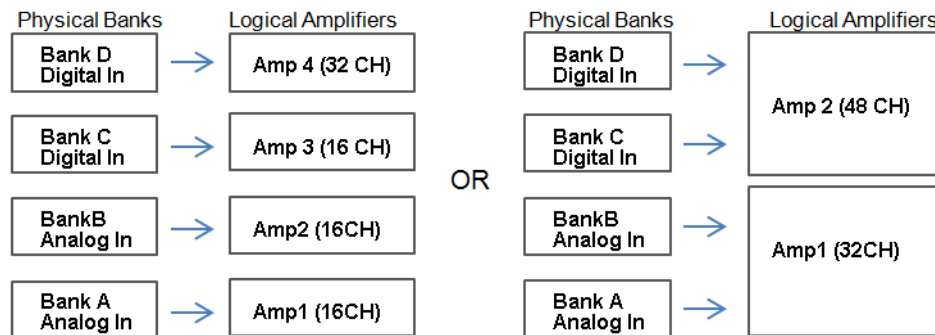 Physical Banks
Logical Amplifiers
Bank D
Digital In
Amp 4 (32 CH)
Bank C
Digital In
Amp 3 (16 CH)
BankB
Analog In
Amp2 (16CH)
Bank A
Analog In
Amp1 (16CH)
OR
Physical Banks
Logical Amplifiers
Bank D
Digital In
Bank C
Digital In
Amp 2 (48 CH)
BankB
Analog In
Bank A
Analog In
Amp1 (32CH)